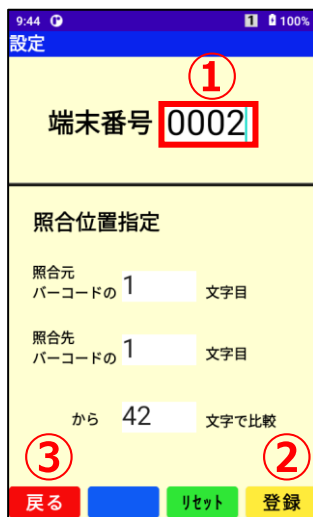 9:44 1 100%
設定
①
端末番号 0002
照合位置指定
照合元
バーコードの 1 文字目
照合先
バーコードの 1 文字目
から 42 文字で比較
③ ②
戻る ﾘｾｯﾄ 登録